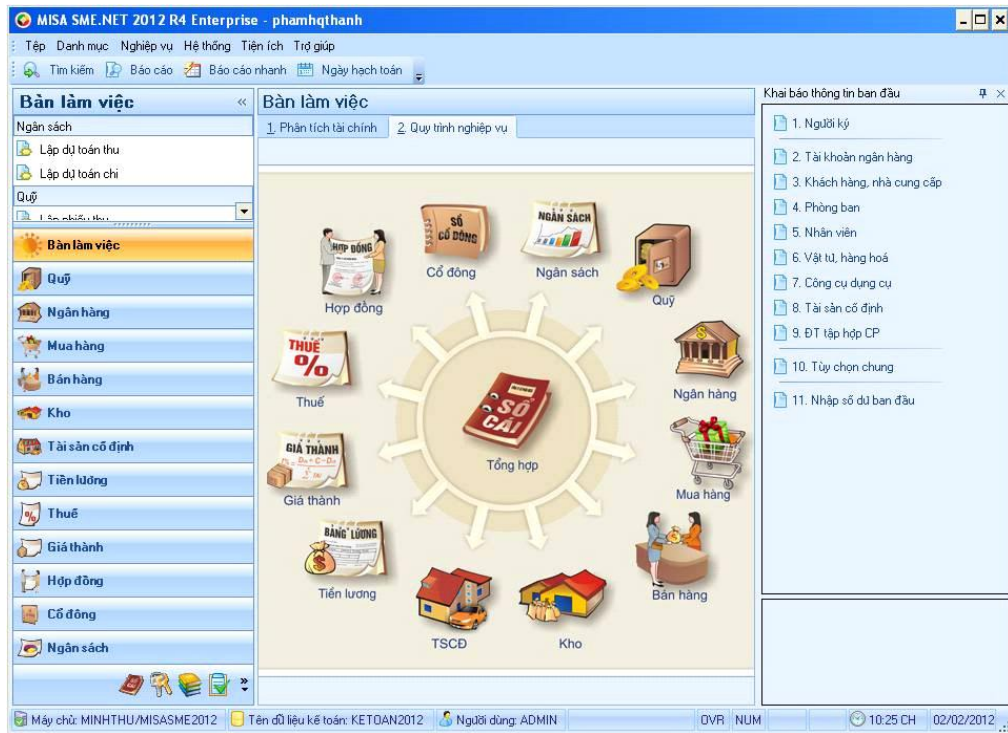 MISA SME.NET 2012 R4 Enterprise - phamhqthanh
Tệp Danh mục Nghiệp vụ Hệ thống Tiện ích Trợ giúp
Tìm kiếm Báo cáo Báo cáo nhanh Ngày hạch toán
Bàn làm việc
Ngân sách
Lập dự toán thu
Lập dự toán chi
Quỹ
Lập phiếu thu
Bàn làm việc
Quỹ
Ngân hàng
Mua hàng
Bán hàng
Kho
Tài sản cố định
Tiền lương
Thuế
Giá thành
Hợp đồng
Cổ đông
Ngân sách
Bàn làm việc
1. Phân tích tài chính
2. Quy trình nghiệp vụ
HỢP ĐỒNG
Hợp đồng
SỔ CỔ ĐÔNG
Cổ đông
NGÂN SÁCH
Ngân sách
Quỹ
THUẾ %
Thuế
Ngân hàng
SỔ CÁI
Tổng hợp
GIÁ THÀNH
Giá thành
Mua hàng
BẢNG LƯƠNG
Tiền lương
TSCĐ
Kho
Bán hàng
Khai báo thông tin ban đầu
1. Người ký
2. Tài khoản ngân hàng
3. Khách hàng, nhà cung cấp
4. Phòng ban
5. Nhân viên
6. Vật tư, hàng hoá
7. Công cụ dụng cụ
8. Tài sản cố định
9. ĐT tập hợp CP
10. Tùy chọn chung
11. Nhập số dư ban đầu
Máy chủ: MINHTHU/MISASME2012 Tên dữ liệu kế toán: KETOAN2012 Người dùng: ADMIN OVR NUM 10:25 CH 02/02/2012